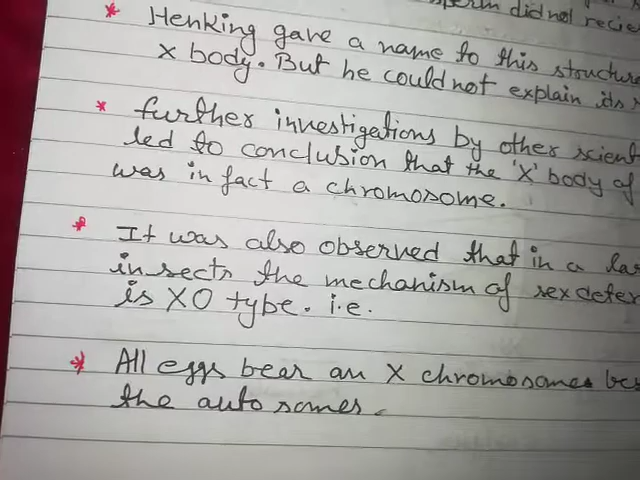 did not recie
* Henking gave a name to this structure
X body. But he could not explain its
* further investigations by other scient
led to conclusion that the 'X' body of
was in fact a chromosome.
* It was also observed that in a lar
insects the mechanism of sex deter
is XO type. i.e.
* All eggs bear an X chromosomes bes
the autosomes.